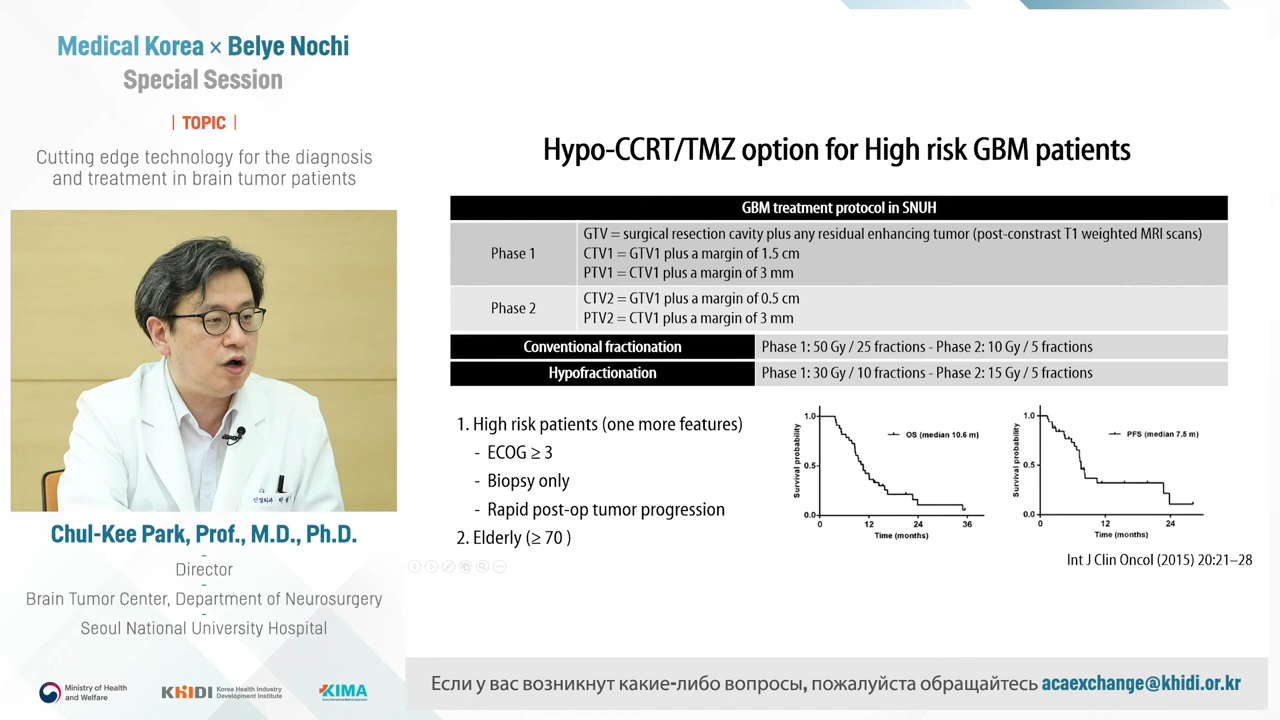 Medical Korea × Belye Nochi
Special Session
| TOPIC |
Cutting edge technology for the diagnosis
and treatment in brain tumor patients
Chul-Kee Park, Prof., M.D., Ph.D.
-
Director
-
Brain Tumor Center, Department of Neurosurgery
-
Seoul National University Hospital
Ministry of Health
and Welfare
KHIDI Korea Health Industry
Development Institute
KIMA
Hypo-CCRT/TMZ option for High risk GBM patients
GBM treatment protocol in SNUH
Phase 1
GTV = surgical resection cavity plus any residual enhancing tumor (post-constrast T1 weighted MRI scans)
CTV1 = GTV1 plus a margin of 1.5 cm
PTV1 = CTV1 plus a margin of 3 mm
Phase 2
CTV2 = GTV1 plus a margin of 0.5 cm
PTV2 = CTV1 plus a margin of 3 mm
Conventional fractionation Phase 1: 50 Gy / 25 fractions - Phase 2: 10 Gy / 5 fractions
Hypofractionation Phase 1: 30 Gy / 10 fractions - Phase 2: 15 Gy / 5 fractions
1. High risk patients (one more features)
- ECOG ≥ 3
- Biopsy only
- Rapid post-op tumor progression
2. Elderly (≥ 70 )
Survival probability
1.0
0.5
0.0
OS (median 10.6 m)
0 12 24 36
Time (months)
Survival probability
1.0
0.5
0.0
PFS (median 7.5 m)
0 12 24
Time (months)
Int J Clin Oncol (2015) 20:21–28
Если у вас возникнут какие-либо вопросы, пожалуйста обращайтесь acaexchange@khidi.or.kr